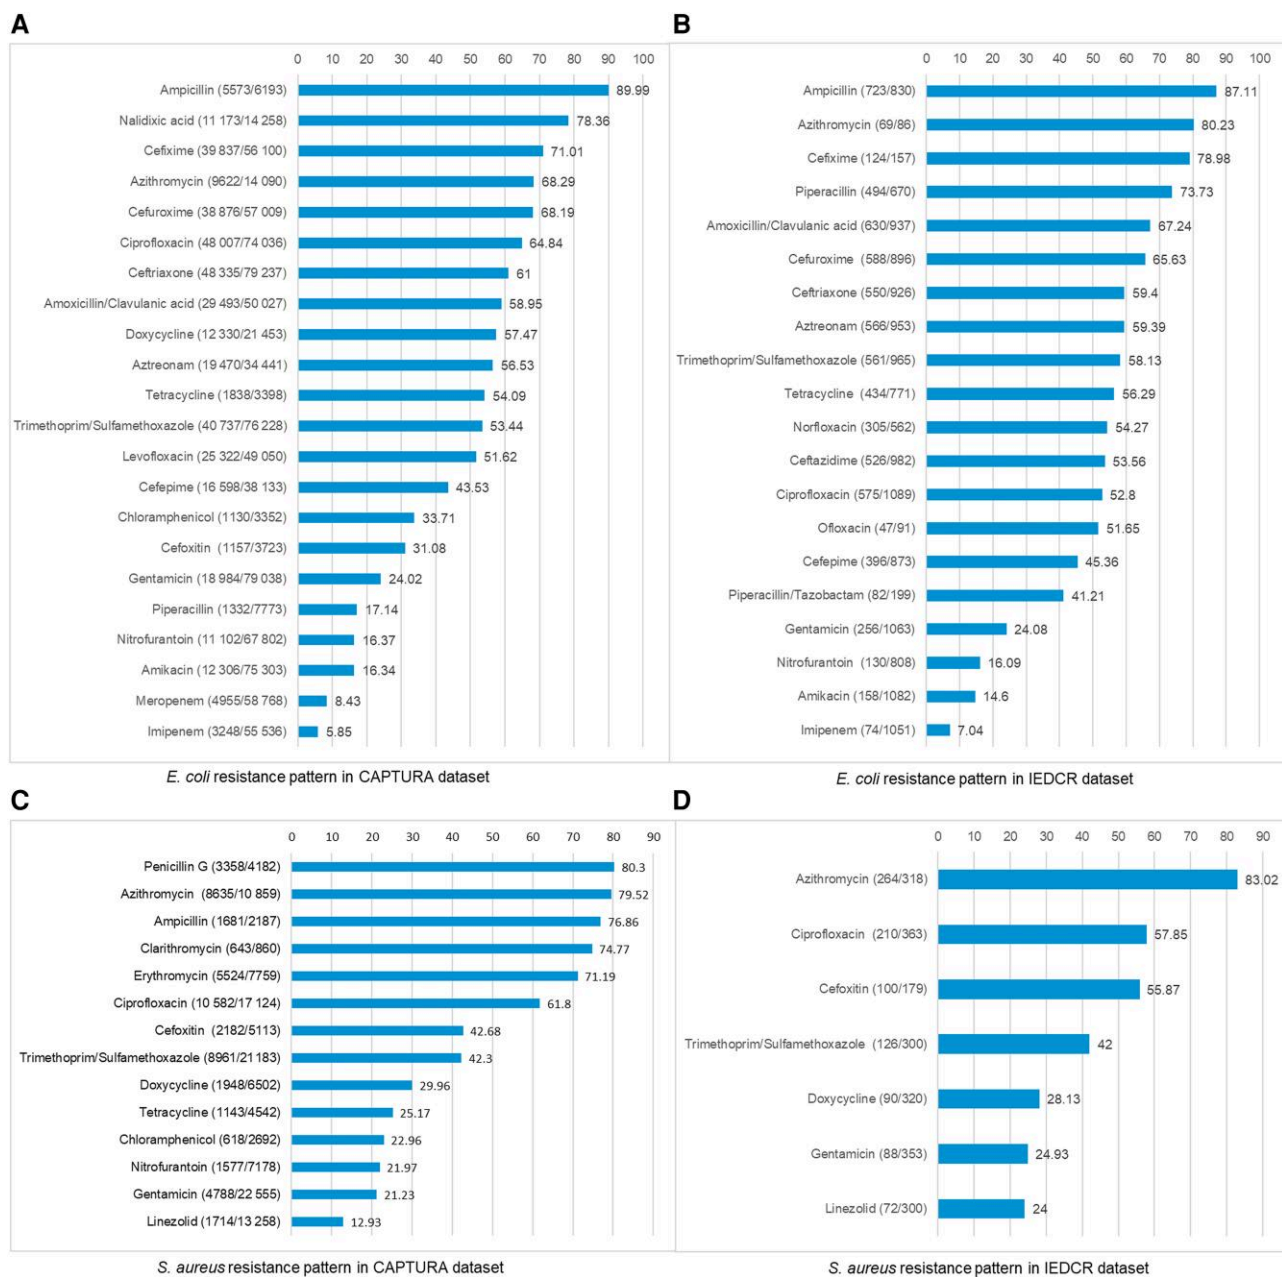 A
0 10 20 30 40 50 60 70 80 90 100
Ampicillin (5573/6193) 89.99
Nalidixic acid (11 173/14 258) 78.36
Cefixime (39 837/56 100) 71.01
Azithromycin (9622/14 090) 68.29
Cefuroxime (38 876/57 009) 68.19
Ciprofloxacin (48 007/74 036) 64.84
Ceftriaxone (48 335/79 237) 61
Amoxicillin/Clavulanic acid (29 493/50 027) 58.95
Doxycycline (12 330/21 453) 57.47
Aztreonam (19 470/34 441) 56.53
Tetracycline (1838/3398) 54.09
Trimethoprim/Sulfamethoxazole (40 737/76 228) 53.44
Levofloxacin (25 322/49 050) 51.62
Cefepime (16 598/38 133) 43.53
Chloramphenicol (1130/3352) 33.71
Cefoxitin (1157/3723) 31.08
Gentamicin (18 984/79 038) 24.02
Piperacillin (1332/7773) 17.14
Nitrofurantoin (11 102/67 802) 16.37
Amikacin (12 306/75 303) 16.34
Meropenem (4955/58 768) 8.43
Imipenem (3248/55 536) 5.85
E. coli resistance pattern in CAPTURA dataset
B
0 10 20 30 40 50 60 70 80 90 100
Ampicillin (723/830) 87.11
Azithromycin (69/86) 80.23
Cefixime (124/157) 78.98
Piperacillin (494/670) 73.73
Amoxicillin/Clavulanic acid (630/937) 67.24
Cefuroxime (588/896) 65.63
Ceftriaxone (550/926) 59.4
Aztreonam (566/953) 59.39
Trimethoprim/Sulfamethoxazole (561/965) 58.13
Tetracycline (434/771) 56.29
Norfloxacin (305/562) 54.27
Ceftazidime (526/982) 53.56
Ciprofloxacin (575/1089) 52.8
Ofloxacin (47/91) 51.65
Cefepime (396/873) 45.36
Piperacillin/Tazobactam (82/199) 41.21
Gentamicin (256/1063) 24.08
Nitrofurantoin (130/808) 16.09
Amikacin (158/1082) 14.6
Imipenem (74/1051) 7.04
E. coli resistance pattern in IEDCR dataset
C
0 10 20 30 40 50 60 70 80 90
Penicillin G (3358/4182) 80.3
Azithromycin (8635/10 859) 79.52
Ampicillin (1681/2187) 76.86
Clarithromycin (643/860) 74.77
Erythromycin (5524/7759) 71.19
Ciprofloxacin (10 582/17 124) 61.8
Cefoxitin (2182/5113) 42.68
Trimethoprim/Sulfamethoxazole (8961/21 183) 42.3
Doxycycline (1948/6502) 29.96
Tetracycline (1143/4542) 25.17
Chloramphenicol (618/2692) 22.96
Nitrofurantoin (1577/7178) 21.97
Gentamicin (4788/22 555) 21.23
Linezolid (1714/13 258) 12.93
S. aureus resistance pattern in CAPTURA dataset
D
0 10 20 30 40 50 60 70 80 90
Azithromycin (264/318) 83.02
Ciprofloxacin (210/363) 57.85
Cefoxitin (100/179) 55.87
Trimethoprim/Sulfamethoxazole (126/300) 42
Doxycycline (90/320) 28.13
Gentamicin (88/353) 24.93
Linezolid (72/300) 24
S. aureus resistance pattern in IEDCR dataset